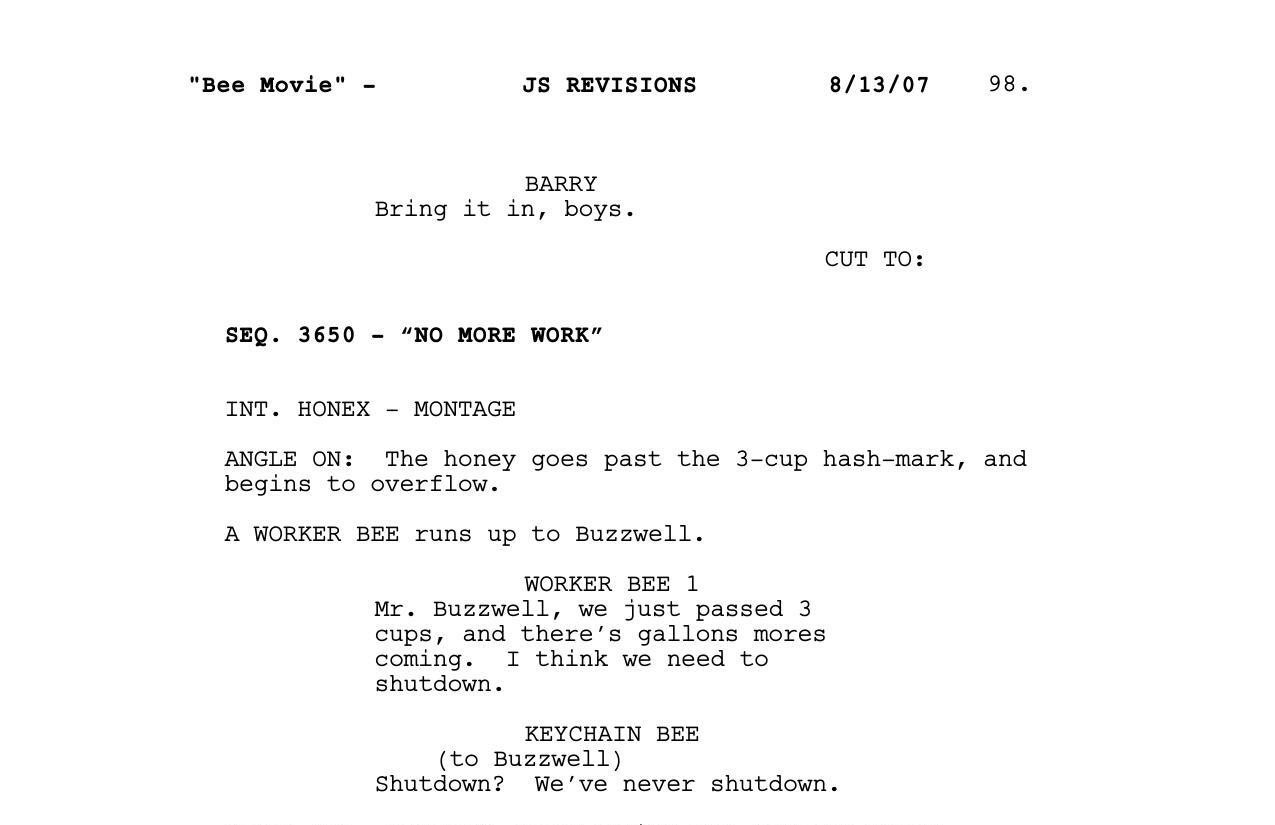 "Bee Movie" - JS REVISIONS 8/13/07 98.
BARRY
Bring it in, boys.
CUT TO:
SEQ. 3650 - “NO MORE WORK”
INT. HONEX - MONTAGE
ANGLE ON:  The honey goes past the 3-cup hash-mark, and
begins to overflow.
A WORKER BEE runs up to Buzzwell.
WORKER BEE 1
Mr. Buzzwell, we just passed 3
cups, and there’s gallons mores
coming.  I think we need to
shutdown.
KEYCHAIN BEE
(to Buzzwell)
Shutdown?  We’ve never shutdown.